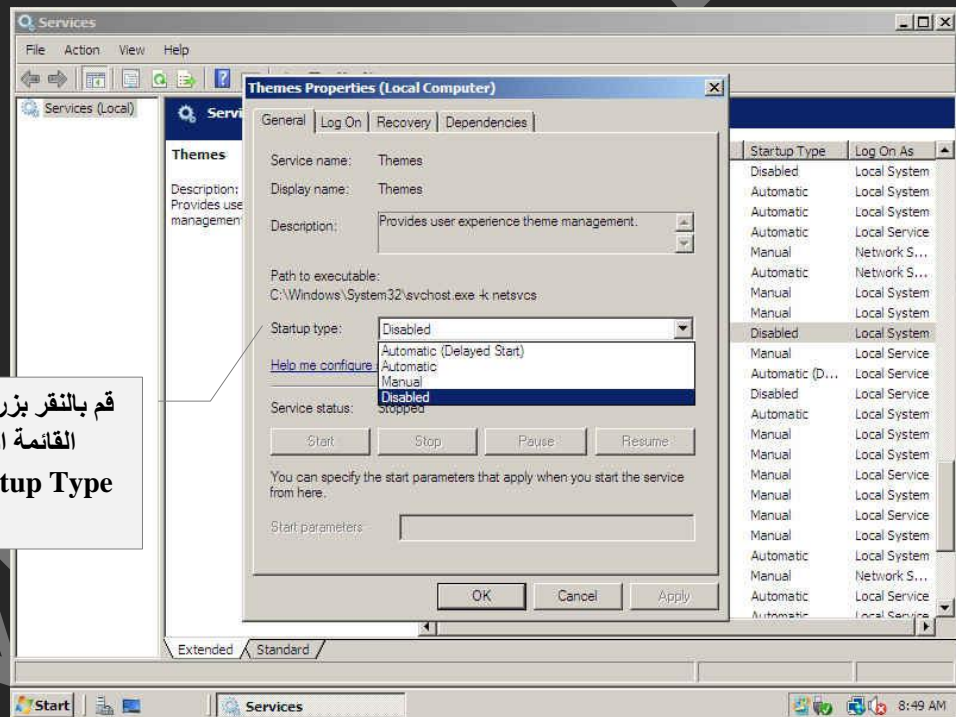 Services
File Action View Help
Services (Local)
Themes
Description:
Provides use
managemen
Themes Properties (Local Computer)
General Log On Recovery Dependencies
Service name: Themes
Display name: Themes
Description: Provides user experience theme management.
Path to executable:
C:\Windows\System32\svchost.exe -k netsvcs
Startup type: Disabled
Automatic (Delayed Start)
Help me configure Automatic
Manual
Disabled
Service status: Stopped
Start Stop Pause Resume
You can specify the start parameters that apply when you start the service
from here.
Start parameters:
OK Cancel Apply
Startup Type Log On As
Disabled Local System
Automatic Local System
Automatic Local System
Automatic Local Service
Manual Network S...
Automatic Network S...
Manual Local System
Manual Local System
Disabled Local System
Manual Local Service
Automatic (D... Local Service
Disabled Local Service
Automatic Local System
Manual Local System
Manual Local System
Manual Local Service
Manual Local System
Manual Local Service
Manual Local System
Automatic Local System
Manual Network S...
Automatic Local Service
Automatic Local Service
قم بالنقر بزر
القائمة
tup Type
Extended Standard
Start Services 8:49 AM